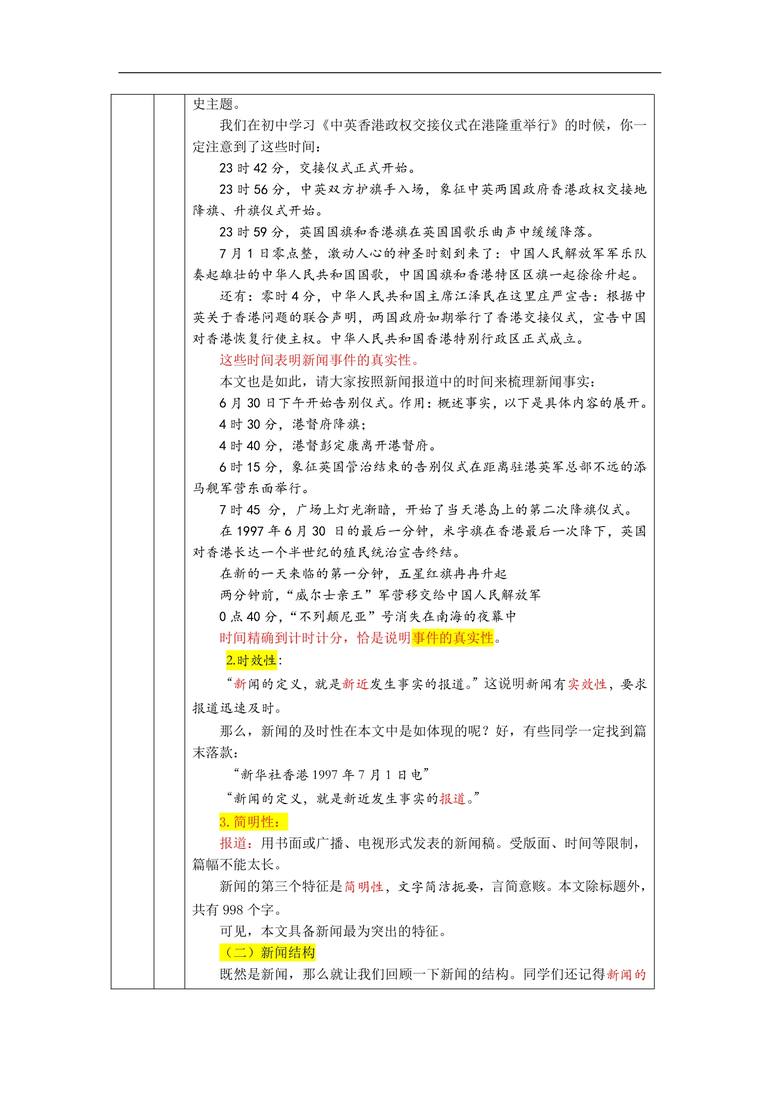 史主题。
我们在初中学习《中英香港政权交接仪式在港隆重举行》的时候，你一
定注意到了这些时间：
23 时 42 分，交接仪式正式开始。
23 时 56 分，中英双方护旗手入场，象征中英两国政府香港政权交接地
降旗、升旗仪式开始。
23 时 59 分，英国国旗和香港旗在英国国歌乐曲声中缓缓降落。
7 月 1 日零点整，激动人心的神圣时刻到来了：中国人民解放军军乐队
奏起雄壮的中华人民共和国国歌，中国国旗和香港特区区旗一起徐徐升起。
还有：零时 4 分，中华人民共和国主席江泽民在这里庄严宣告：根据中
英关于香港问题的联合声明，两国政府如期举行了香港交接仪式，宣告中国
对香港恢复行使主权。中华人民共和国香港特别行政区正式成立。
这些时间表明新闻事件的真实性。
本文也是如此，请大家按照新闻报道中的时间来梳理新闻事实：
6 月 30 日下午开始告别仪式。作用：概述事实，以下是具体内容的展开。
4 时 30 分，港督府降旗；
4 时 40 分，港督彭定康离开港督府。
6 时 15 分，象征英国管治结束的告别仪式在距离驻港英军总部不远的添
马舰军营东面举行。
7 时 45 分，广场上灯光渐暗，开始了当天港岛上的第二次降旗仪式。
在 1997 年 6 月 30 日的最后一分钟，米字旗在香港最后一次降下，英国
对香港长达一个半世纪的殖民统治宣告终结。
在新的一天来临的第一分钟，五星红旗冉冉升起
两分钟前，“威尔士亲王”军营移交给中国人民解放军
0 点 40 分，“不列颠尼亚”号消失在南海的夜幕中
时间精确到计时计分，恰是说明事件的真实性。
2.时效性：
“新闻的定义，就是新近发生事实的报道。”这说明新闻有实效性，要求
报道迅速及时。
那么，新闻的及时性在本文中是如体现的呢？好，有些同学一定找到篇
末落款：
“新华社香港 1997 年 7 月 1 日电”
“新闻的定义，就是新近发生事实的报道。”
3.简明性：
报道：用书面或广播、电视形式发表的新闻稿。受版面、时间等限制，
篇幅不能太长。
新闻的第三个特征是简明性，文字简洁扼要，言简意赅。本文除标题外，
共有 998 个字。
可见，本文具备新闻最为突出的特征。
（二）新闻结构
既然是新闻，那么就让我们回顾一下新闻的结构。同学们还记得新闻的